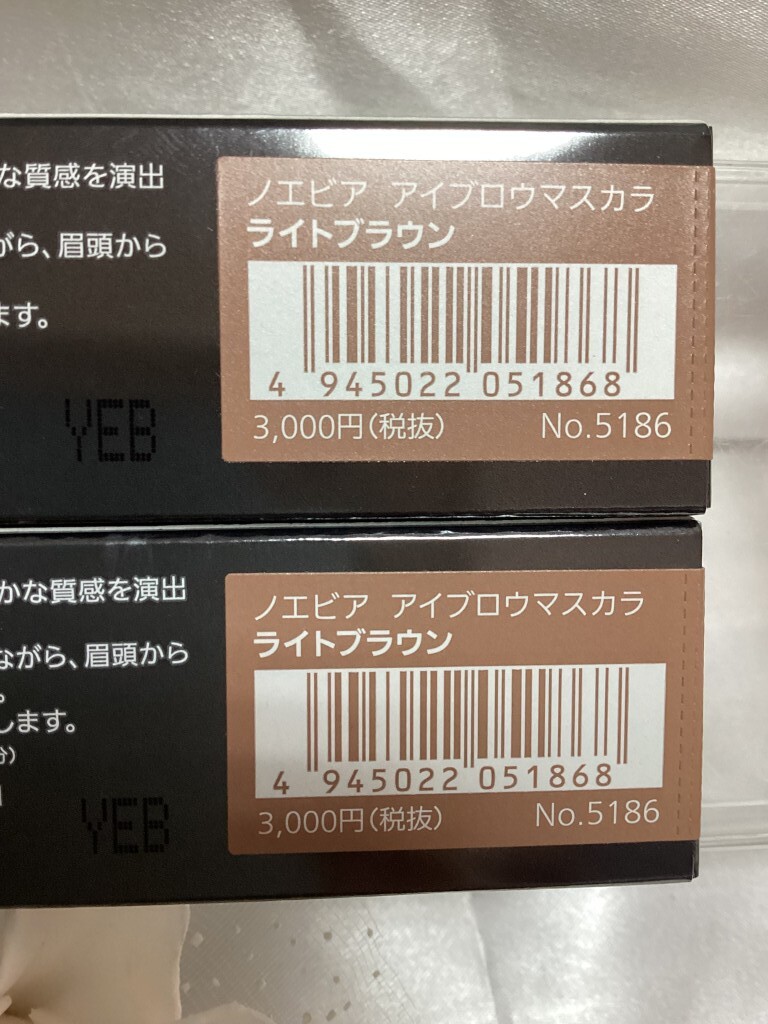 な質感を演出
がら、眉頭から
ます。
YEB
ノエビア アイブロウマスカラ
ライトブラウン
4 945022 051868
3,000円(税抜) No.5186
かな質感を演出
ながら、眉頭から
。
します。
分)
YEB
ノエビア アイブロウマスカラ
ライトブラウン
4 945022 051868
3,000円(税抜) No.5186